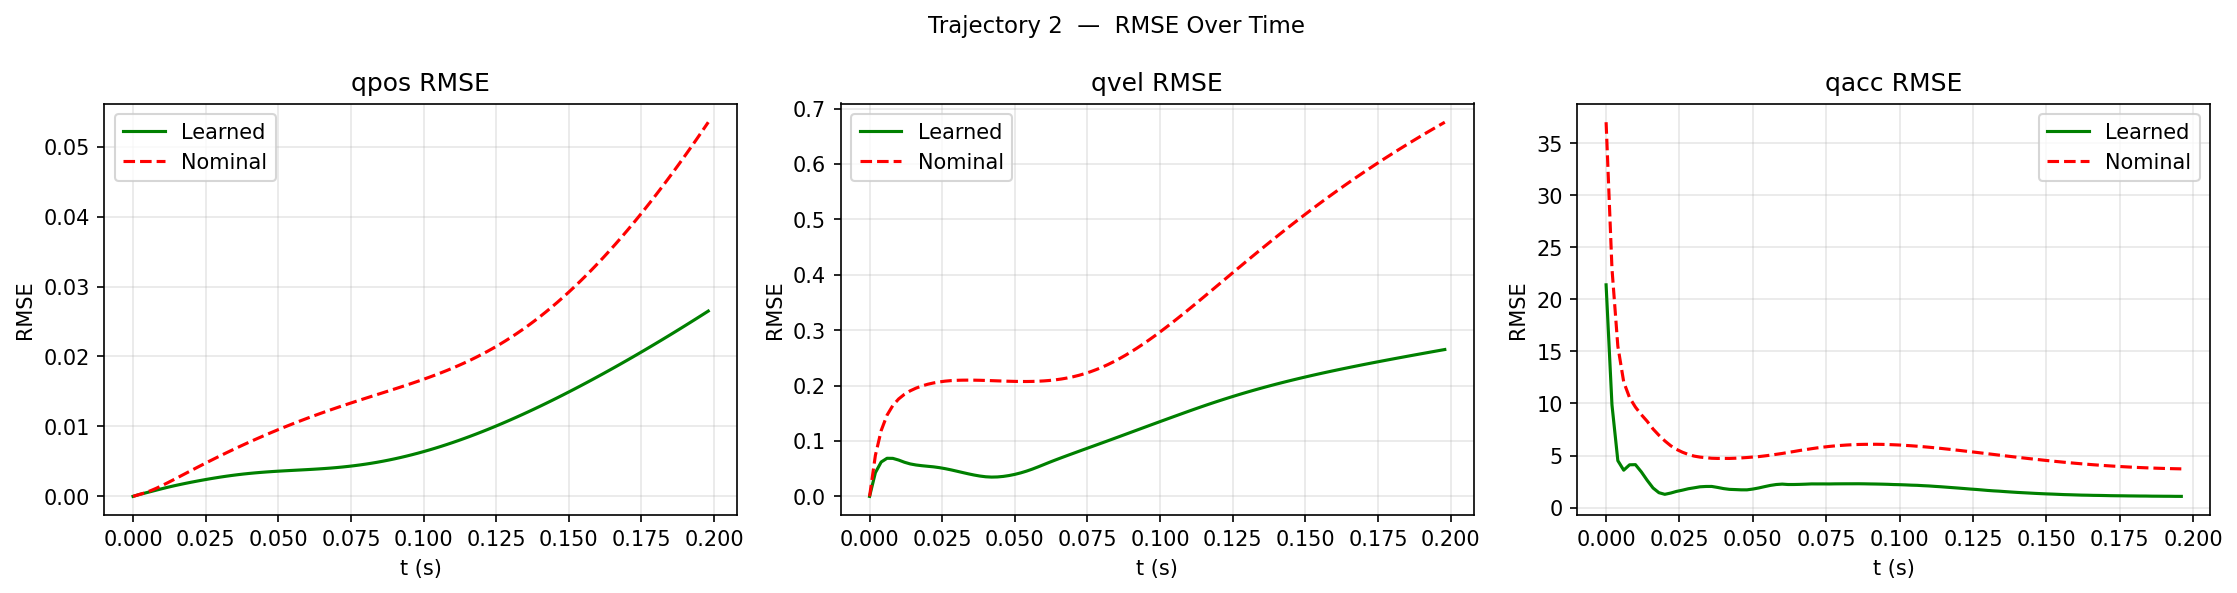 Trajectory 2 — RMSE Over Time
qpos RMSE
RMSE
0.05
0.04
0.03
0.02
0.01
0.00
Learned
Nominal
0.000 0.025 0.050 0.075 0.100 0.125 0.150 0.175 0.200
t (s)
qvel RMSE
RMSE
0.7
0.6
0.5
0.4
0.3
0.2
0.1
0.0
Learned
Nominal
0.000 0.025 0.050 0.075 0.100 0.125 0.150 0.175 0.200
t (s)
qacc RMSE
RMSE
35
30
25
20
15
10
5
0
Learned
Nominal
0.000 0.025 0.050 0.075 0.100 0.125 0.150 0.175 0.200
t (s)